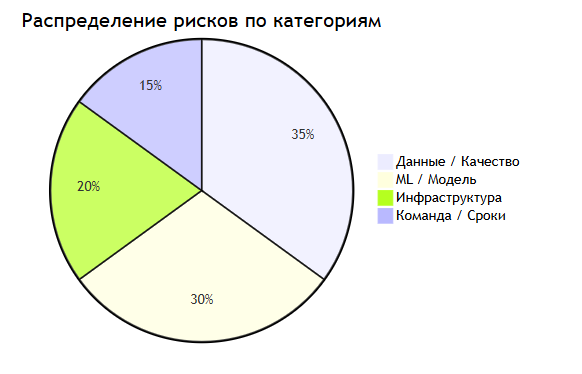 Распределение рисков по категориям
15%
35%
20%
30%
Данные / Качество
ML / Модель
Инфраструктура
Команда / Сроки